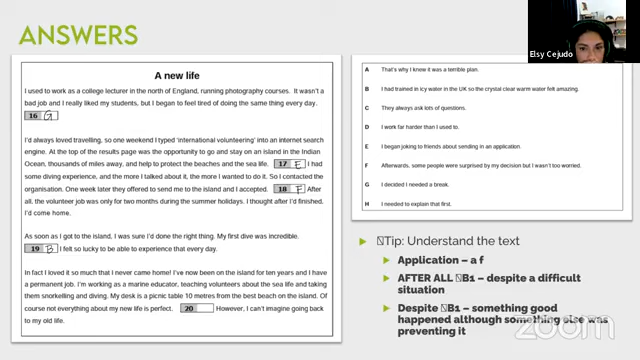 ANSWERS
Elsy Cejudo
A new life
I used to work as a college lecturer in the north of England, running photography courses. It wasn't a
bad job and I really liked my students, but I began to feel tired of doing the same thing every day.
16 G
I'd always loved travelling, so one weekend I typed 'international volunteering' into an internet search
engine. At the top of the results page was the opportunity to go and stay on an island in the Indian
Ocean, thousands of miles away, and help to protect the beaches and the sea life. 17 E I had
some diving experience, and the more I talked about it, the more I wanted to do it. So I contacted the
organisation. One week later they offered to send me to the island and I accepted. 18 F After
all, the volunteer job was only for two months during the summer holidays. I thought after I'd finished,
I'd come home.
As soon as I got to the island, I was sure I'd done the right thing. My first dive was incredible.
19 B I felt so lucky to be able to experience that every day.
In fact I loved it so much that I never came home! I've now been on the island for ten years and I have
a permanent job. I'm working as a marine educator, teaching volunteers about the sea life and taking
them snorkelling and diving. My desk is a picnic table 10 metres from the best beach on the island. Of
course not everything about my new life is perfect. 20 However, I can't imagine going back
to my old life.
A That's why I knew it was a terrible plan.
B I had trained in icy water in the UK so the crystal clear warm water felt amazing.
C They always ask lots of questions.
D I work far harder than I used to.
E I began joking to friends about sending in an application.
F Afterwards, some people were surprised by my decision but I wasn't too worried.
G I decided I needed a break.
H I needed to explain that first.
Tip: Understand the text
Application – a f
AFTER ALL B1 – despite a difficult
situation
Despite B1 – something good
happened although something else was
preventing it
zoom